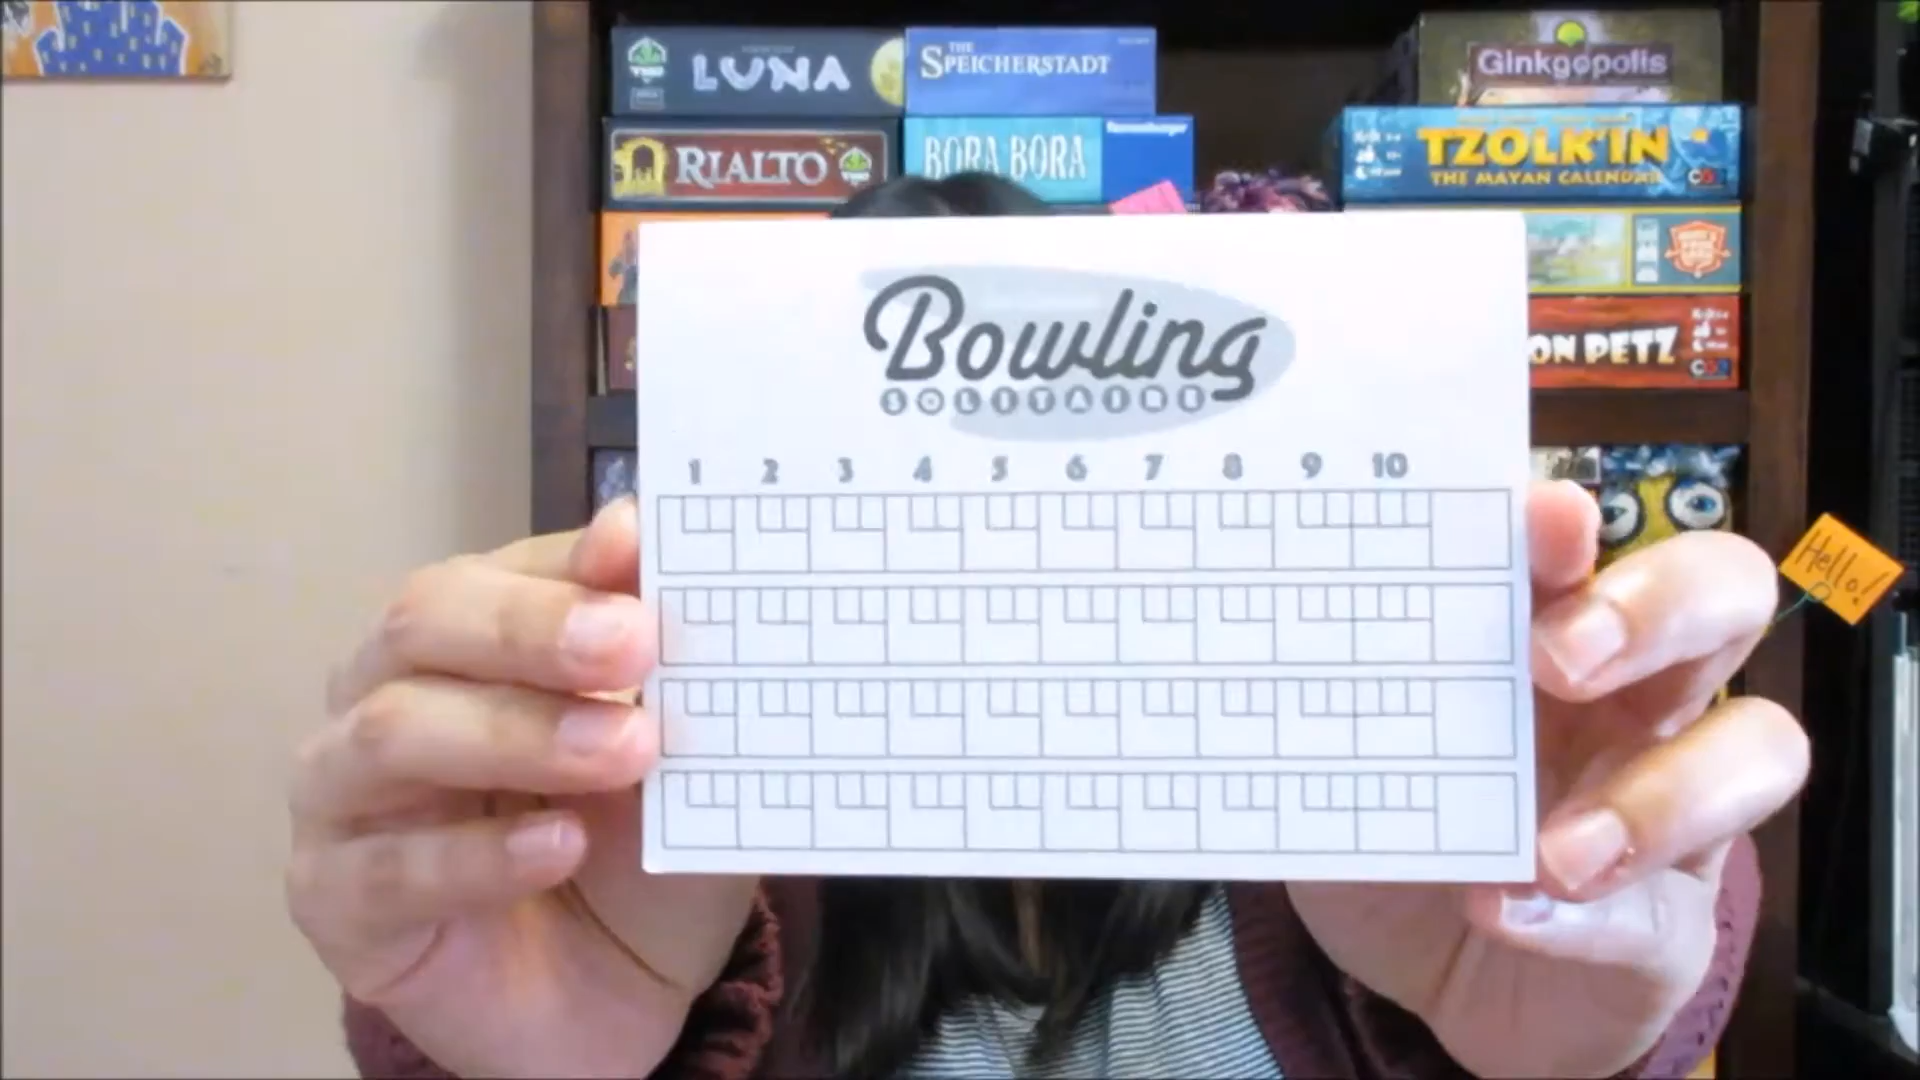 LUNA
THE
SPEICHERSTADT
Ginkgopolis
RIALTO
BORA BORA
Ravensburger
TZOLK'IN
THE MAYAN CALENDAR
ON PETZ
Bowling
SOLITAIRE
1 2 3 4 5 6 7 8 9 10
Hello!